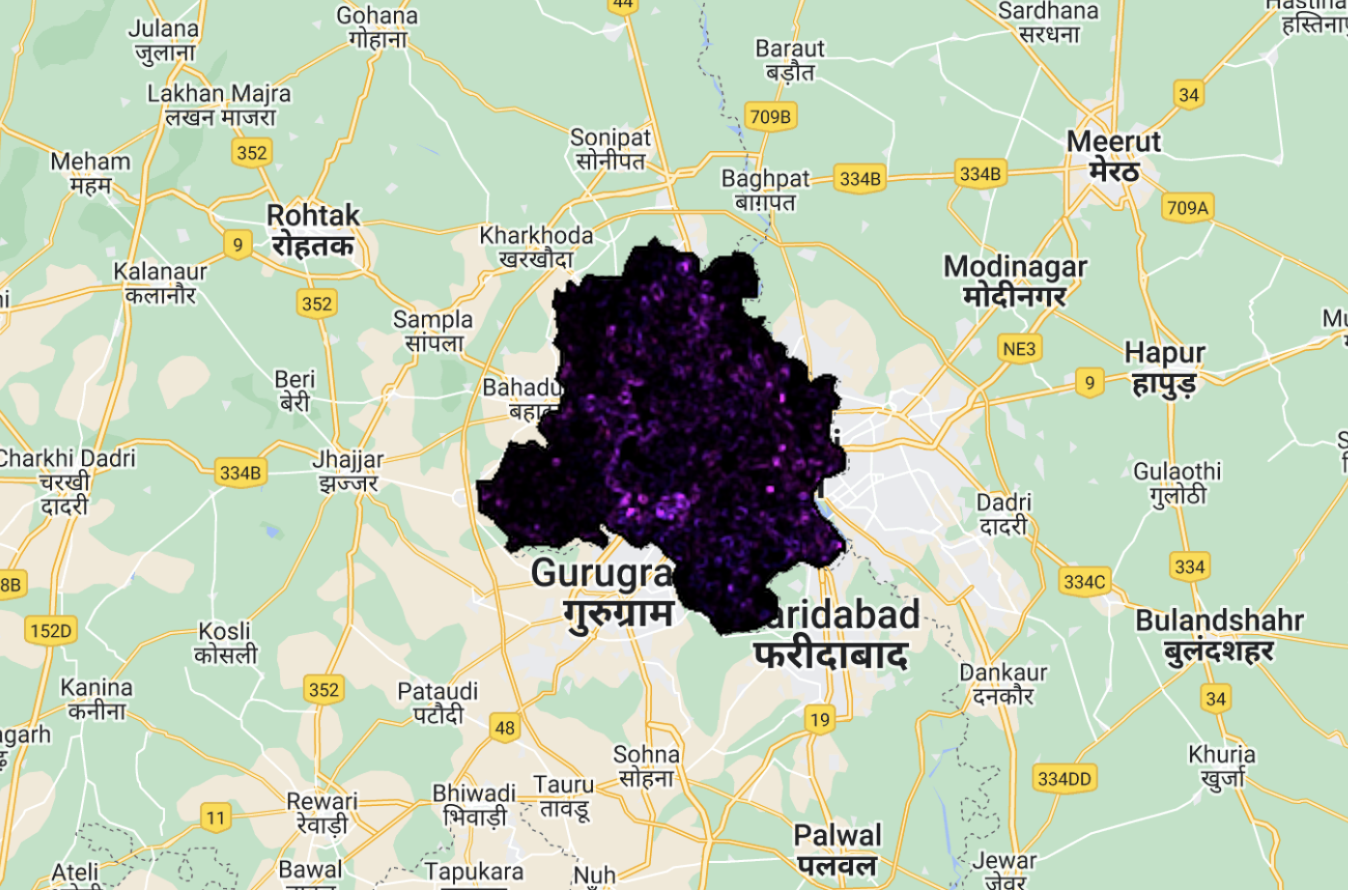 44
Gohana
गोहाना
Julana
जुलाना
Sardhana
सरधना
Baraut
बड़ौत
Lakhan Majra
लखन माजरा
34
709B
Sonipat
सोनीपत
Meerut
मेरठ
352
Meham
महम
Baghpat
बाग़पत
334B
334B
709A
Rohtak
रोहतक
9
Kharkhoda
खरखौदा
Kalanaur
कलानौर
Modinagar
मोदीनगर
352
Sampla
सांपला
NE3
Hapur
हापुड़
9
Beri
बेरी
Bahadu
Charkhi Dadri
चरखी
दादरी
334B
Jhajjar
झज्जर
Gulaothi
गुलोठी
Dadri
दादरी
334
334C
8B
Gurugra
गुरुग्राम
152D
Kosli
कोसली
aridabad
फरीदाबाद
Bulandshahr
बुलंदशहर
Dankaur
दनकौर
Kanina
कनीना
352
Pataudi
पटौदी
34
48
19
agarh
Sohna
सोहना
Khurja
खुर्जा
334DD
Tauru
तावडू
Bhiwadi
भिवाड़ी
Rewari
रेवाड़ी
11
Palwal
पलवल
Ateli
Bawal
Tapukara
Nuh
Jewar
जेवर